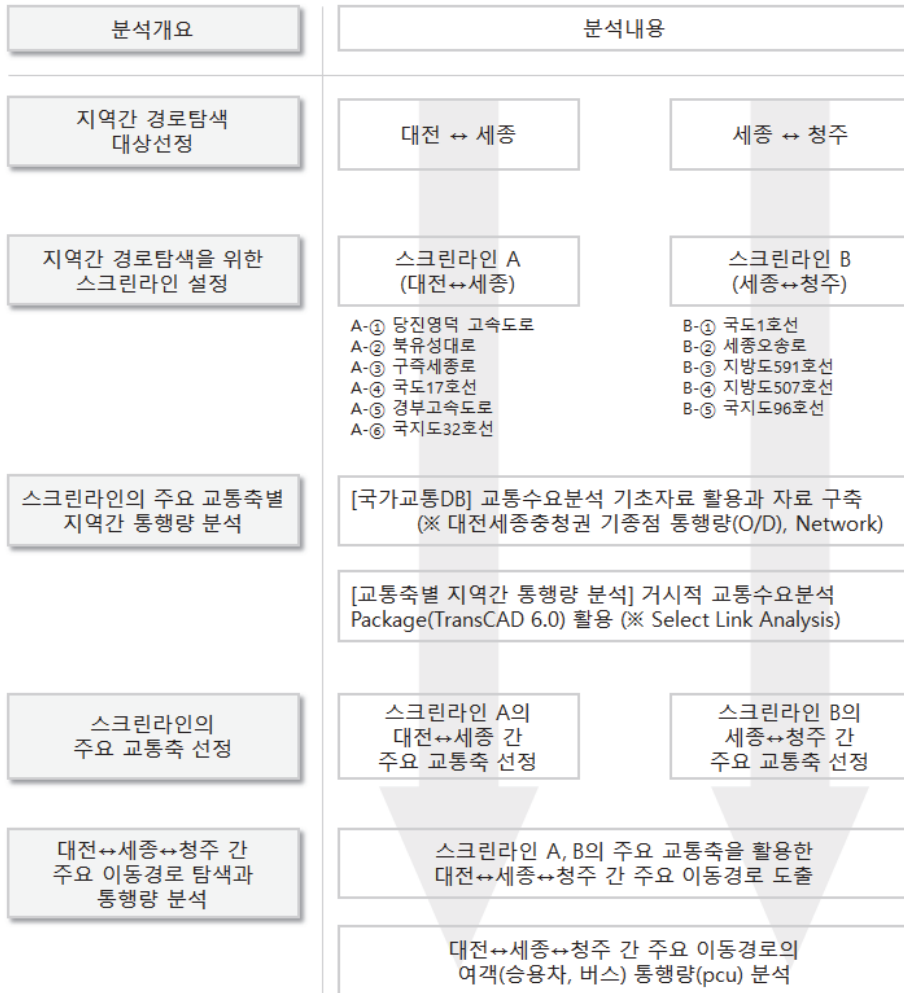 분석개요
분석내용
지역간 경로탐색
대상선정
대전 ↔ 세종
세종 ↔ 청주
지역간 경로탐색을 위한
스크린라인 설정
스크린라인 A
(대전↔세종)
스크린라인 B
(세종↔청주)
A-① 당진영덕 고속도로
A-② 북유성대로
A-③ 구즉세종로
A-④ 국도17호선
A-⑤ 경부고속도로
A-⑥ 국지도32호선
B-① 국도1호선
B-② 세종오송로
B-③ 지방도591호선
B-④ 지방도507호선
B-⑤ 국지도96호선
스크린라인의 주요 교통축별
지역간 통행량 분석
[국가교통DB] 교통수요분석 기초자료 활용과 자료 구축
(※ 대전세종충청권 기종점 통행량(O/D), Network)
[교통축별 지역간 통행량 분석] 거시적 교통수요분석
Package(TransCAD 6.0) 활용 (※ Select Link Analysis)
스크린라인의
주요 교통축 선정
스크린라인 A의
대전↔세종 간
주요 교통축 선정
스크린라인 B의
세종↔청주 간
주요 교통축 선정
대전↔세종↔청주 간
주요 이동경로 탐색과
통행량 분석
스크린라인 A, B의 주요 교통축을 활용한
대전↔세종↔청주 간 주요 이동경로 도출
대전↔세종↔청주 간 주요 이동경로의
여객(승용차, 버스) 통행량(pcu) 분석